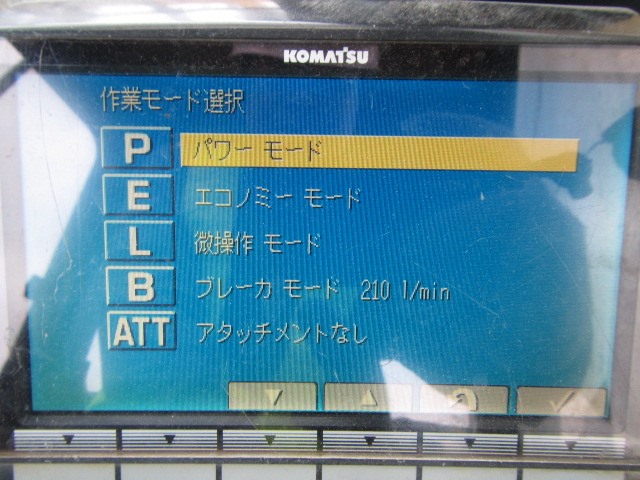 KOMATSU
作業モード選択
P パワー モード
E エコノミー モード
L 微操作 モード
B ブレーカ モード 210 l/min
ATT アタッチメントなし